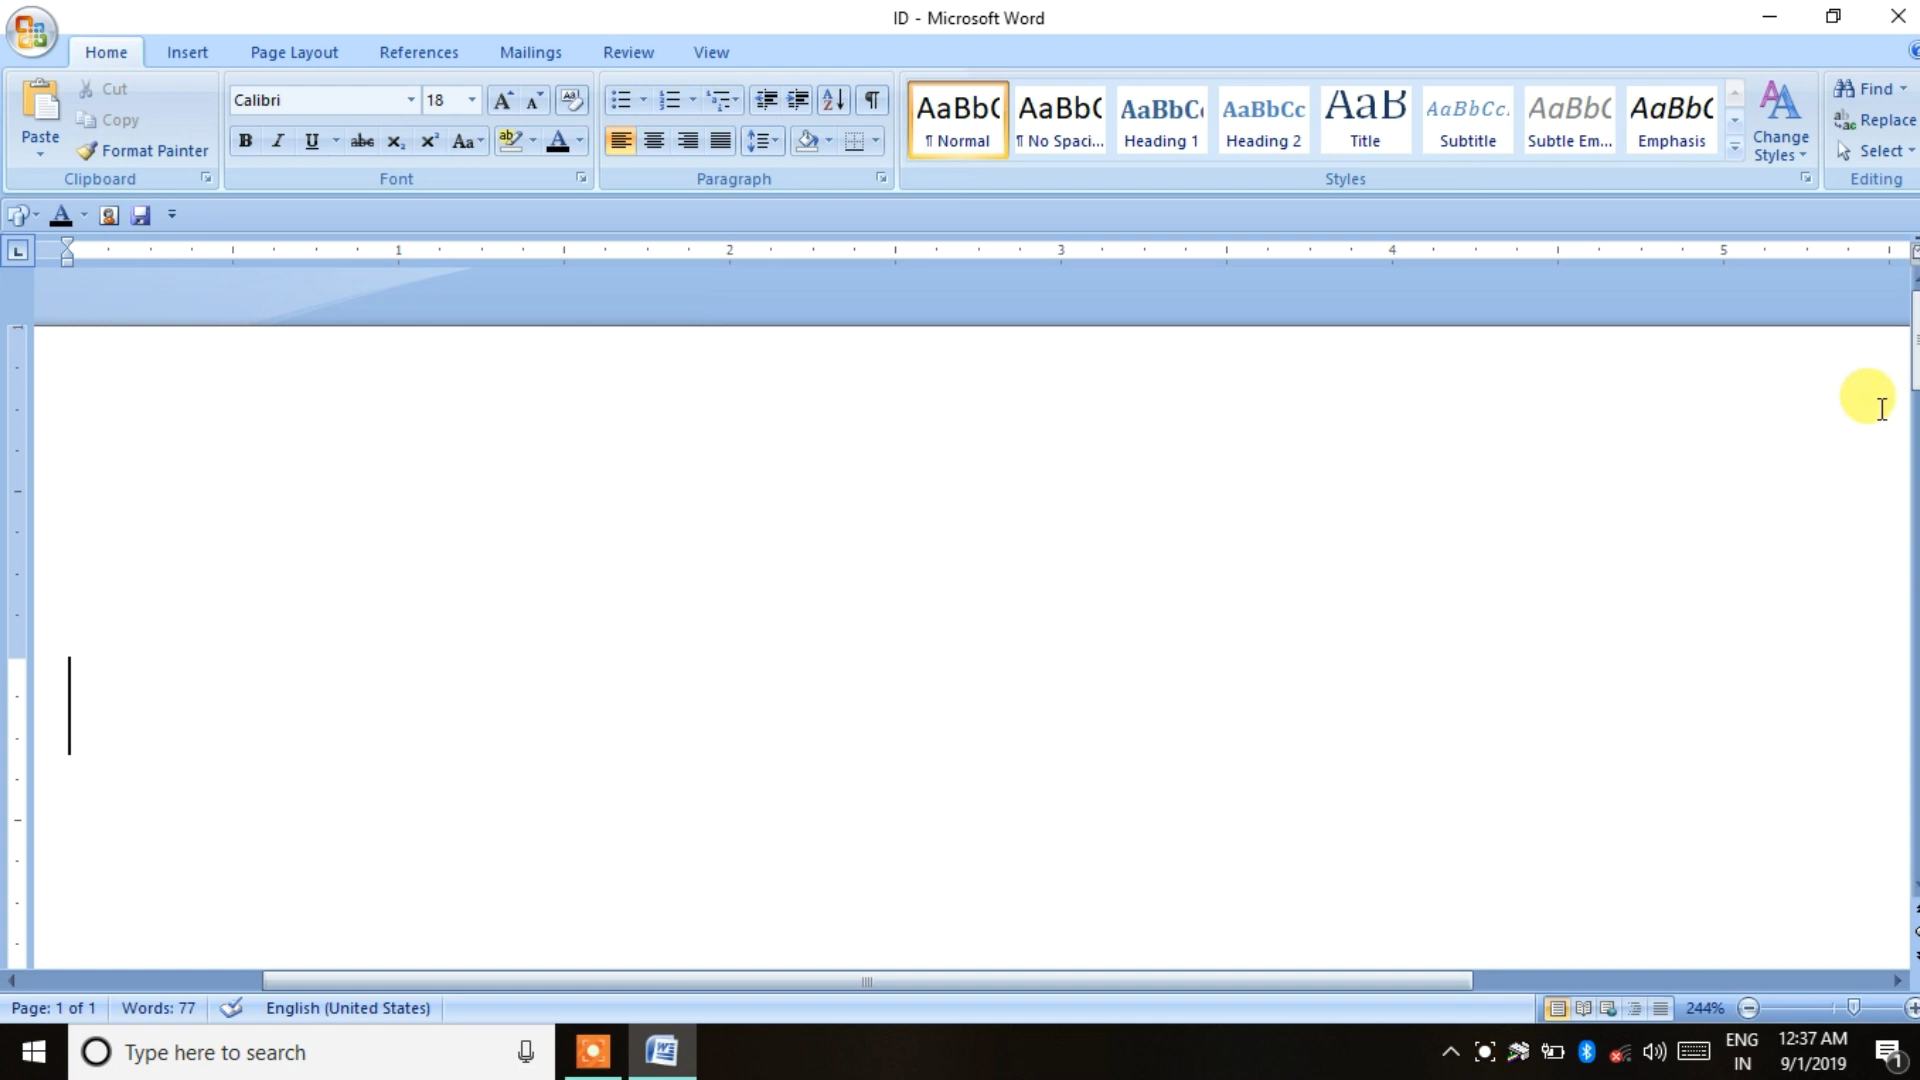 ID - Microsoft Word
Home Insert Page Layout References Mailings Review View
Paste
Cut
Copy
Format Painter
Clipboard
Calibri 18
Font
Paragraph
AaBbC AaBbC AaBbC AaBbCc AaB AaBbCc. AaBbC AaBbC
¶ Normal ¶ No Spaci... Heading 1 Heading 2 Title Subtitle Subtle Em... Emphasis
Styles
Change
Styles
Find
Replace
Select
Editing
1 2 3 4 5
Page: 1 of 1 Words: 77 English (United States) 244%
Type here to search
ENG
IN
12:37 AM
9/1/2019
1